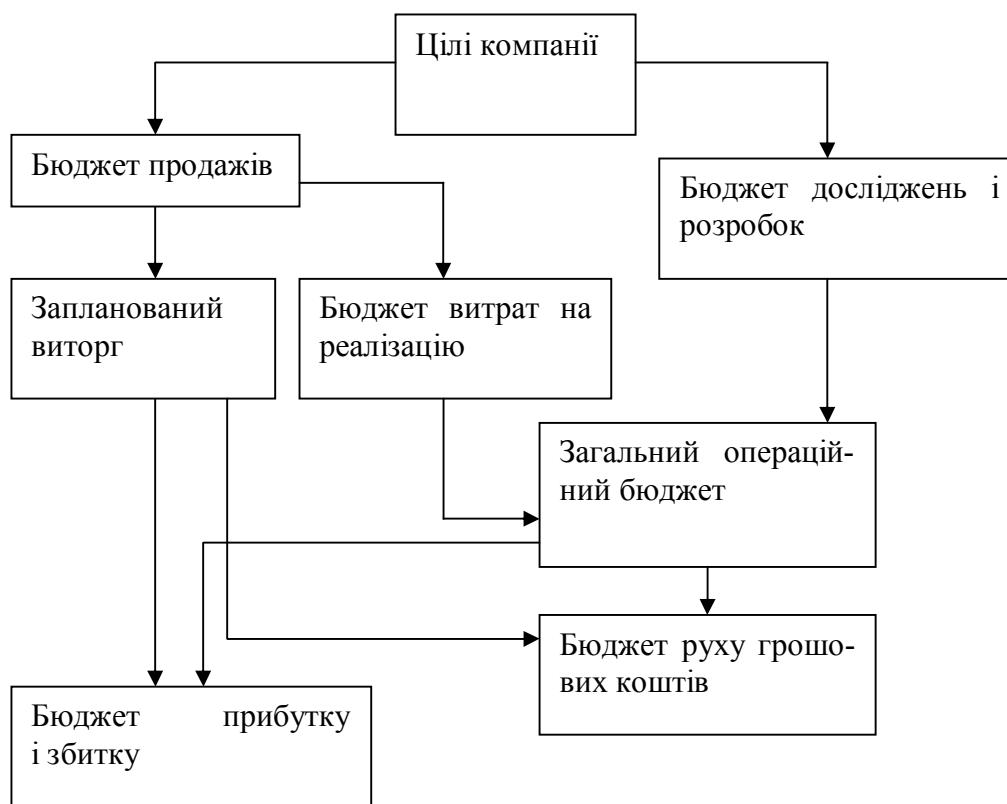 Цілі компанії
Бюджет продажів
Бюджет досліджень і
розробок
Запланований
виторг
Бюджет витрат на
реалізацію
Загальний операцій-
ний бюджет
Бюджет руху грошо-
вих коштів
Бюджет прибутку
і збитку